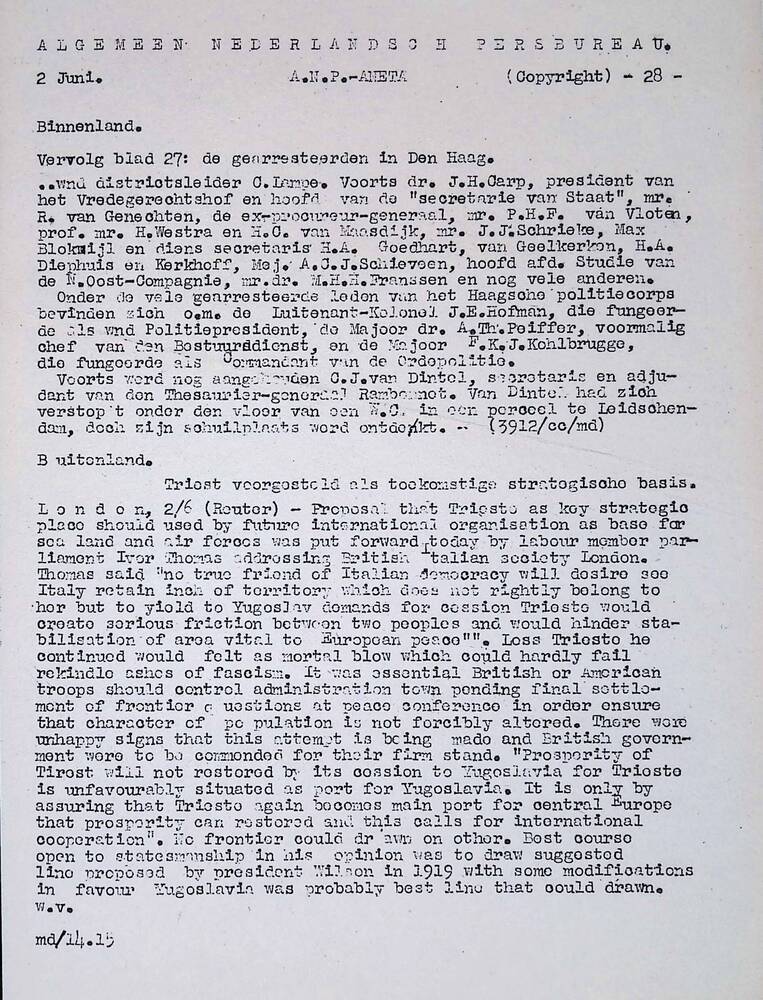 ALGEMEEN NEDERLANDSCH PERSBUREAU.
2 Juni. A.N.P.-ANETA (Copyright) - 28 -
Binnenland.
Vervolg blad 27: de gearresteerden in Den Haag.
..wnd districtsleider C.Lampe. Voorts dr. J.H.Carp, president van
het Vredegerechtshof en hoofd van de "secretarie van Staat", mr.
R. van Genechten, de ex-procureur-generaal, mr. P.H.F. van Vloten,
prof. mr. H.Westra en H.C. van Maasdijk, mr. J.J.Schrieke, Max
Blokzijl en diens secretaris H.A. Goedhart, van Geelkerken, H.A.
Diephuis en Kerkhoff, Mej. A.C.J.Schieveen, hoofd afd. Studie van
de N.Oost-Compagnie, mr.dr. M.H.H.Franssen en nog vele anderen.
Onder de vele gearresteerde leden van het Haagsche politiecorps
bevinden zich o.m. de Luitenant-Kolonel J.E.Hofman, die fungeer-
de als wnd Politiepresident, de Majoor dr. A.Th.Peiffer, voormalig
chef van den Bestuurddienst, en de Majoor F.K.J.Kohlbrugge,
die fungeerde als Commandant van de Ordepolitie.
Voorts werd nog aangehouden C.J.van Dintel, secretaris en adju-
dant van den Thesaurier-generaal Rambonnet. Van Dintel had zich
verstopt onder den vloer van een W.C. in een perceel te Leidschen-
dam, doch zijn schuilplaats werd ontdekt. -- (3912/cc/md)
B uitenland.
Triest voorgesteld als toekomstige strategische basis.
L o n d e n, 2/6 (Reuter) - Proposal that Trieste as key strategic
place should used by future international organisation as base for
sea land and air forces was put forward today by labour member par-
liament Ivor Thomas addressing British Italian society London.
Thomas said "no true friend of Italian democracy will desire see
Italy retain inch of territory which does not rightly belong to
her but to yield to Yugoslav demands for cession Trieste would
create serious friction between two peoples and would hinder sta-
bilisation of area vital to European peace"". Loss Trieste he
continued would felt as mortal blow which could hardly fail
rekindle ashes of fascism. It was essential British or American
troops should control administration town pending final settle-
ment of frontier q uestions at peace conference in order ensure
that character of po pulation is not forcibly altered. There were
unhappy signs that this attempt is being made and British govern-
ment were to be commended for their firm stand. "Prosperity of
Tirest will not restored by its cession to Yugoslavia for Trieste
is unfavourably situated as port for Yugoslavia. It is only by
assuring that Trieste again becomes main port for central Europe
that prosperity can restored and this calls for international
cooperation". No frontier could dr awn on other. Best course
open to statesmanship in his opinion was to draw suggested
line proposed by president Wilson in 1919 with some modifications
in favour Yugoslavia was probably best line that could drawn.
w.v.
md/14.15